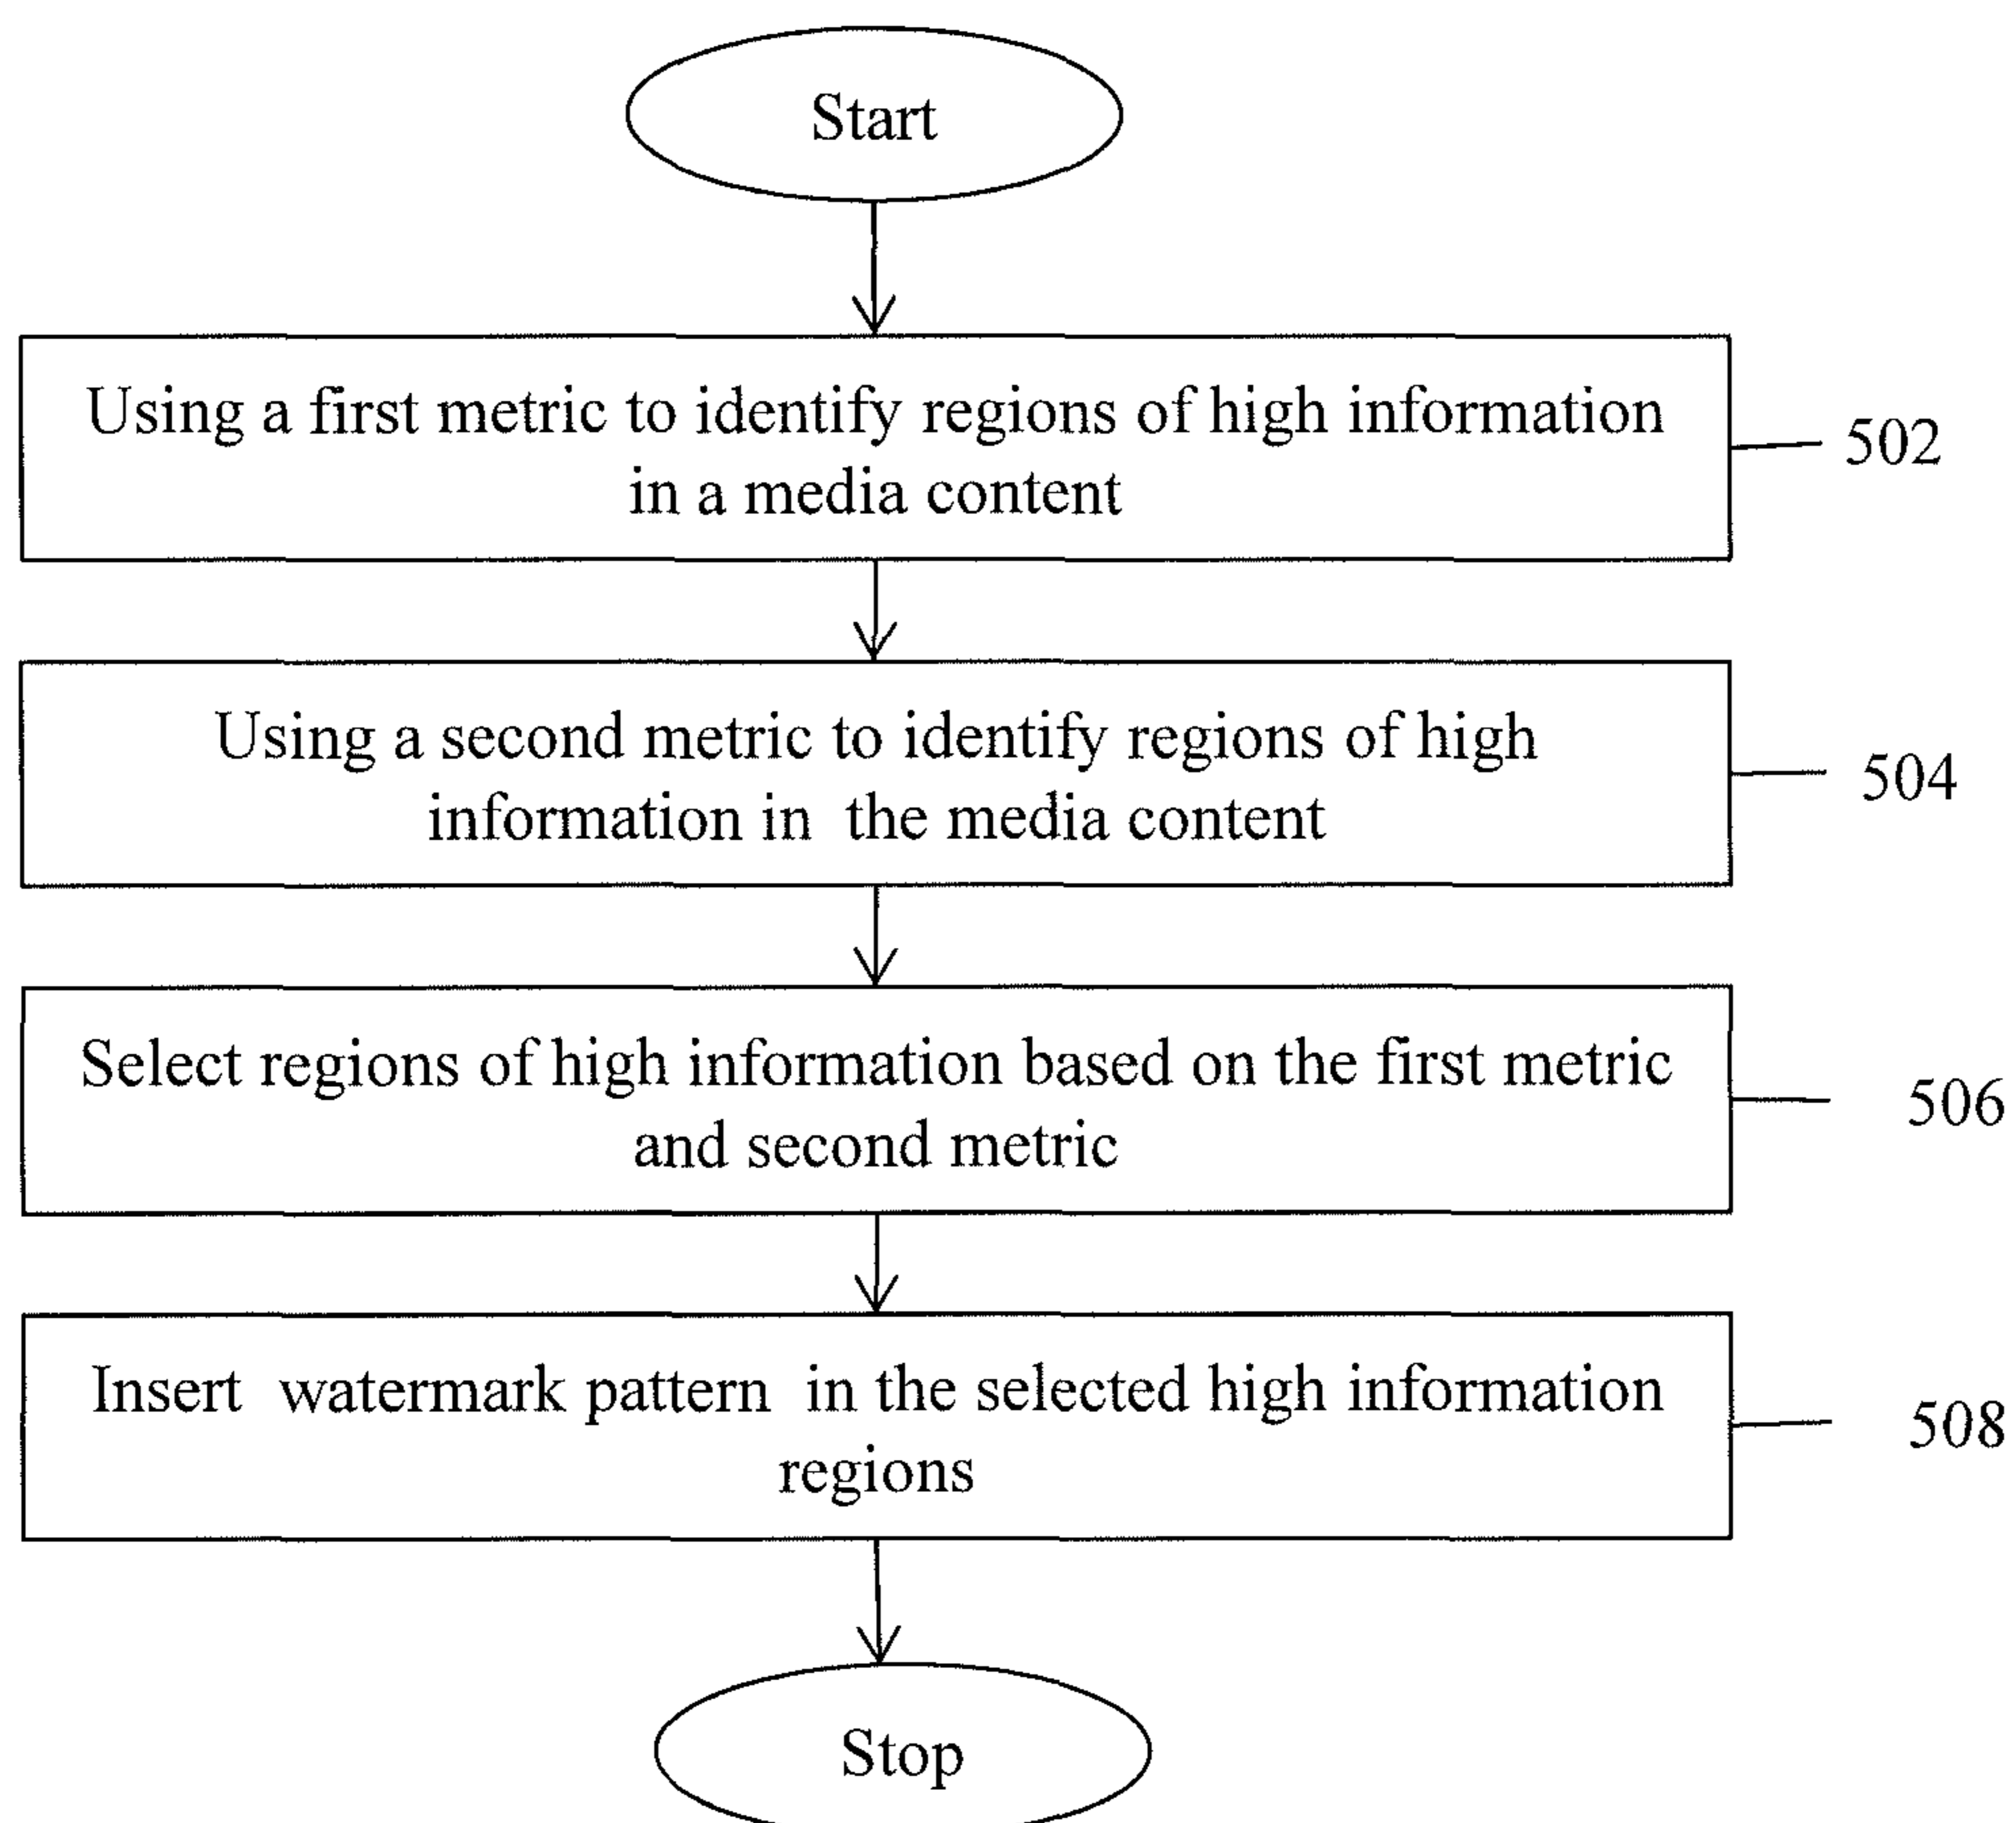 Start
Using a first metric to identify regions of high information
in a media content
502
Using a second metric to identify regions of high
information in the media content
504
Select regions of high information based on the first metric
and second metric
506
Insert watermark pattern in the selected high information
regions
508
Stop